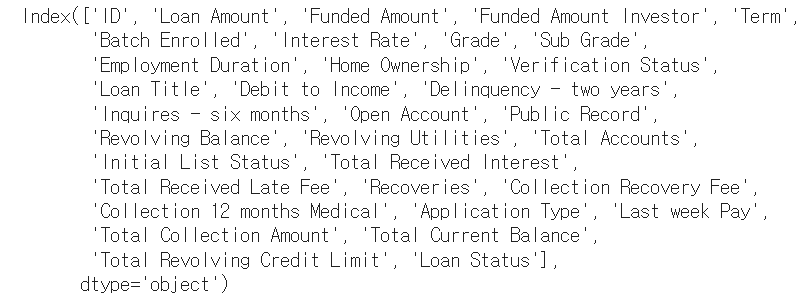 Index(['ID', 'Loan Amount', 'Funded Amount', 'Funded Amount Investor', 'Term',
'Batch Enrolled', 'Interest Rate', 'Grade', 'Sub Grade',
'Employment Duration', 'Home Ownership', 'Verification Status',
'Loan Title', 'Debit to Income', 'Delinquency - two years',
'Inquires - six months', 'Open Account', 'Public Record',
'Revolving Balance', 'Revolving Utilities', 'Total Accounts',
'Initial List Status', 'Total Received Interest',
'Total Received Late Fee', 'Recoveries', 'Collection Recovery Fee',
'Collection 12 months Medical', 'Application Type', 'Last week Pay',
'Total Collection Amount', 'Total Current Balance',
'Total Revolving Credit Limit', 'Loan Status'],
dtype='object')